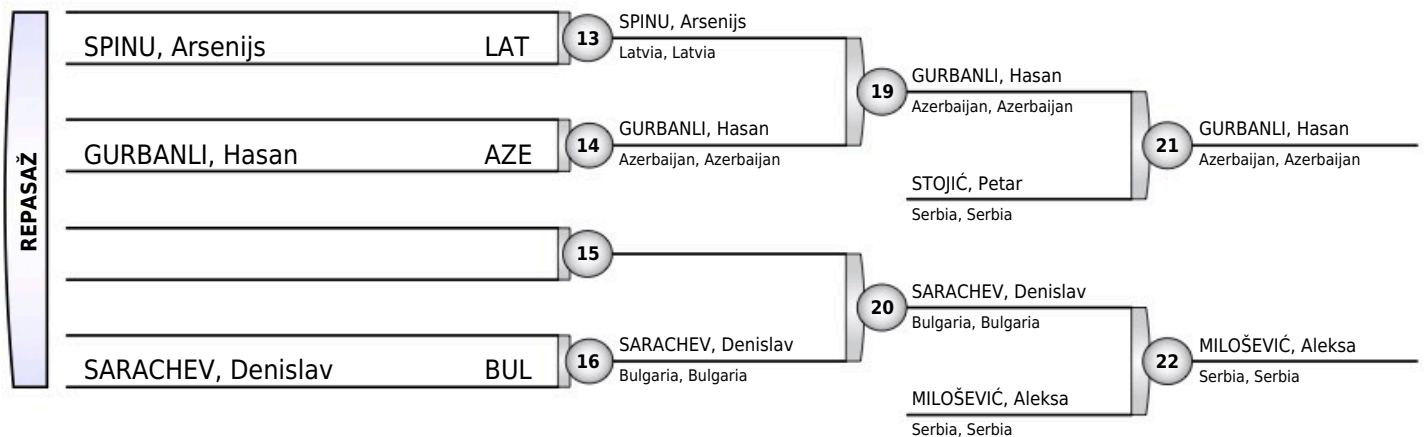 REPASAŽ
SPINU, Arsenijs LAT
13
SPINU, Arsenijs
Latvia, Latvia
GURBANLI, Hasan AZE
14
GURBANLI, Hasan
Azerbaijan, Azerbaijan
19
GURBANLI, Hasan
Azerbaijan, Azerbaijan
STOJIĆ, Petar
Serbia, Serbia
21
GURBANLI, Hasan
Azerbaijan, Azerbaijan
15
SARACHEV, Denislav BUL
16
SARACHEV, Denislav
Bulgaria, Bulgaria
20
SARACHEV, Denislav
Bulgaria, Bulgaria
MILOŠEVIĆ, Aleksa
Serbia, Serbia
22
MILOŠEVIĆ, Aleksa
Serbia, Serbia